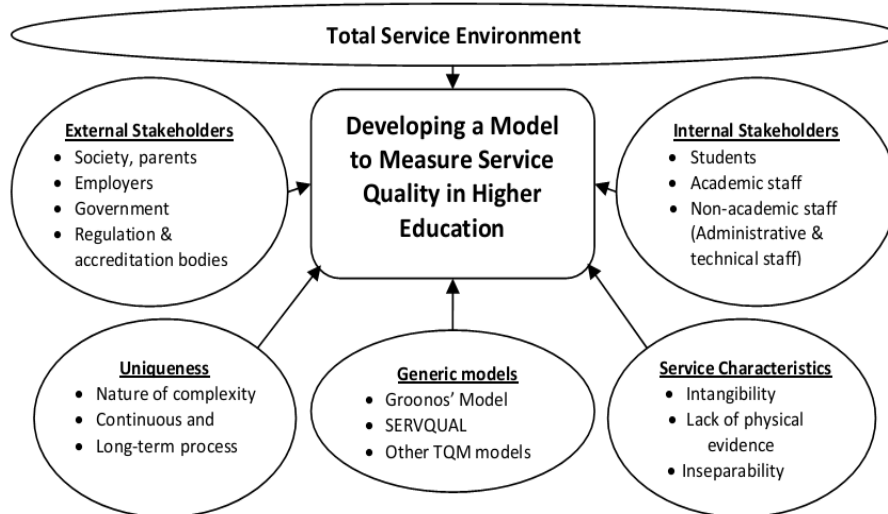 Total Service Environment
External Stakeholders
• Society, parents
• Employers
• Government
• Regulation &
accreditation bodies
Developing a Model
to Measure Service
Quality in Higher
Education
Internal Stakeholders
• Students
• Academic staff
• Non-academic staff
(Administrative &
technical staff)
Uniqueness
• Nature of complexity
• Continuous and
• Long-term process
Generic models
• Groonos’ Model
• SERVQUAL
• Other TQM models
Service Characteristics
• Intangibility
• Lack of physical
evidence
• Inseparability